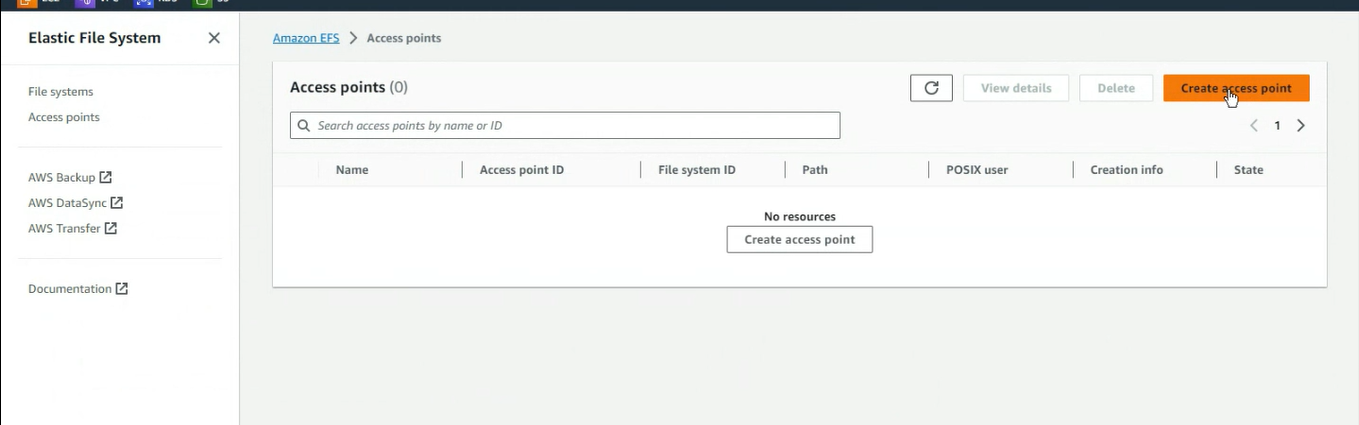 Elastic File System
File systems
Access points
AWS Backup
AWS DataSync
AWS Transfer
Documentation
Amazon EFS > Access points
Access points (0)
View details
Delete
Create access point
Search access points by name or ID
1
Name Access point ID File system ID Path POSIX user Creation info State
No resources
Create access point